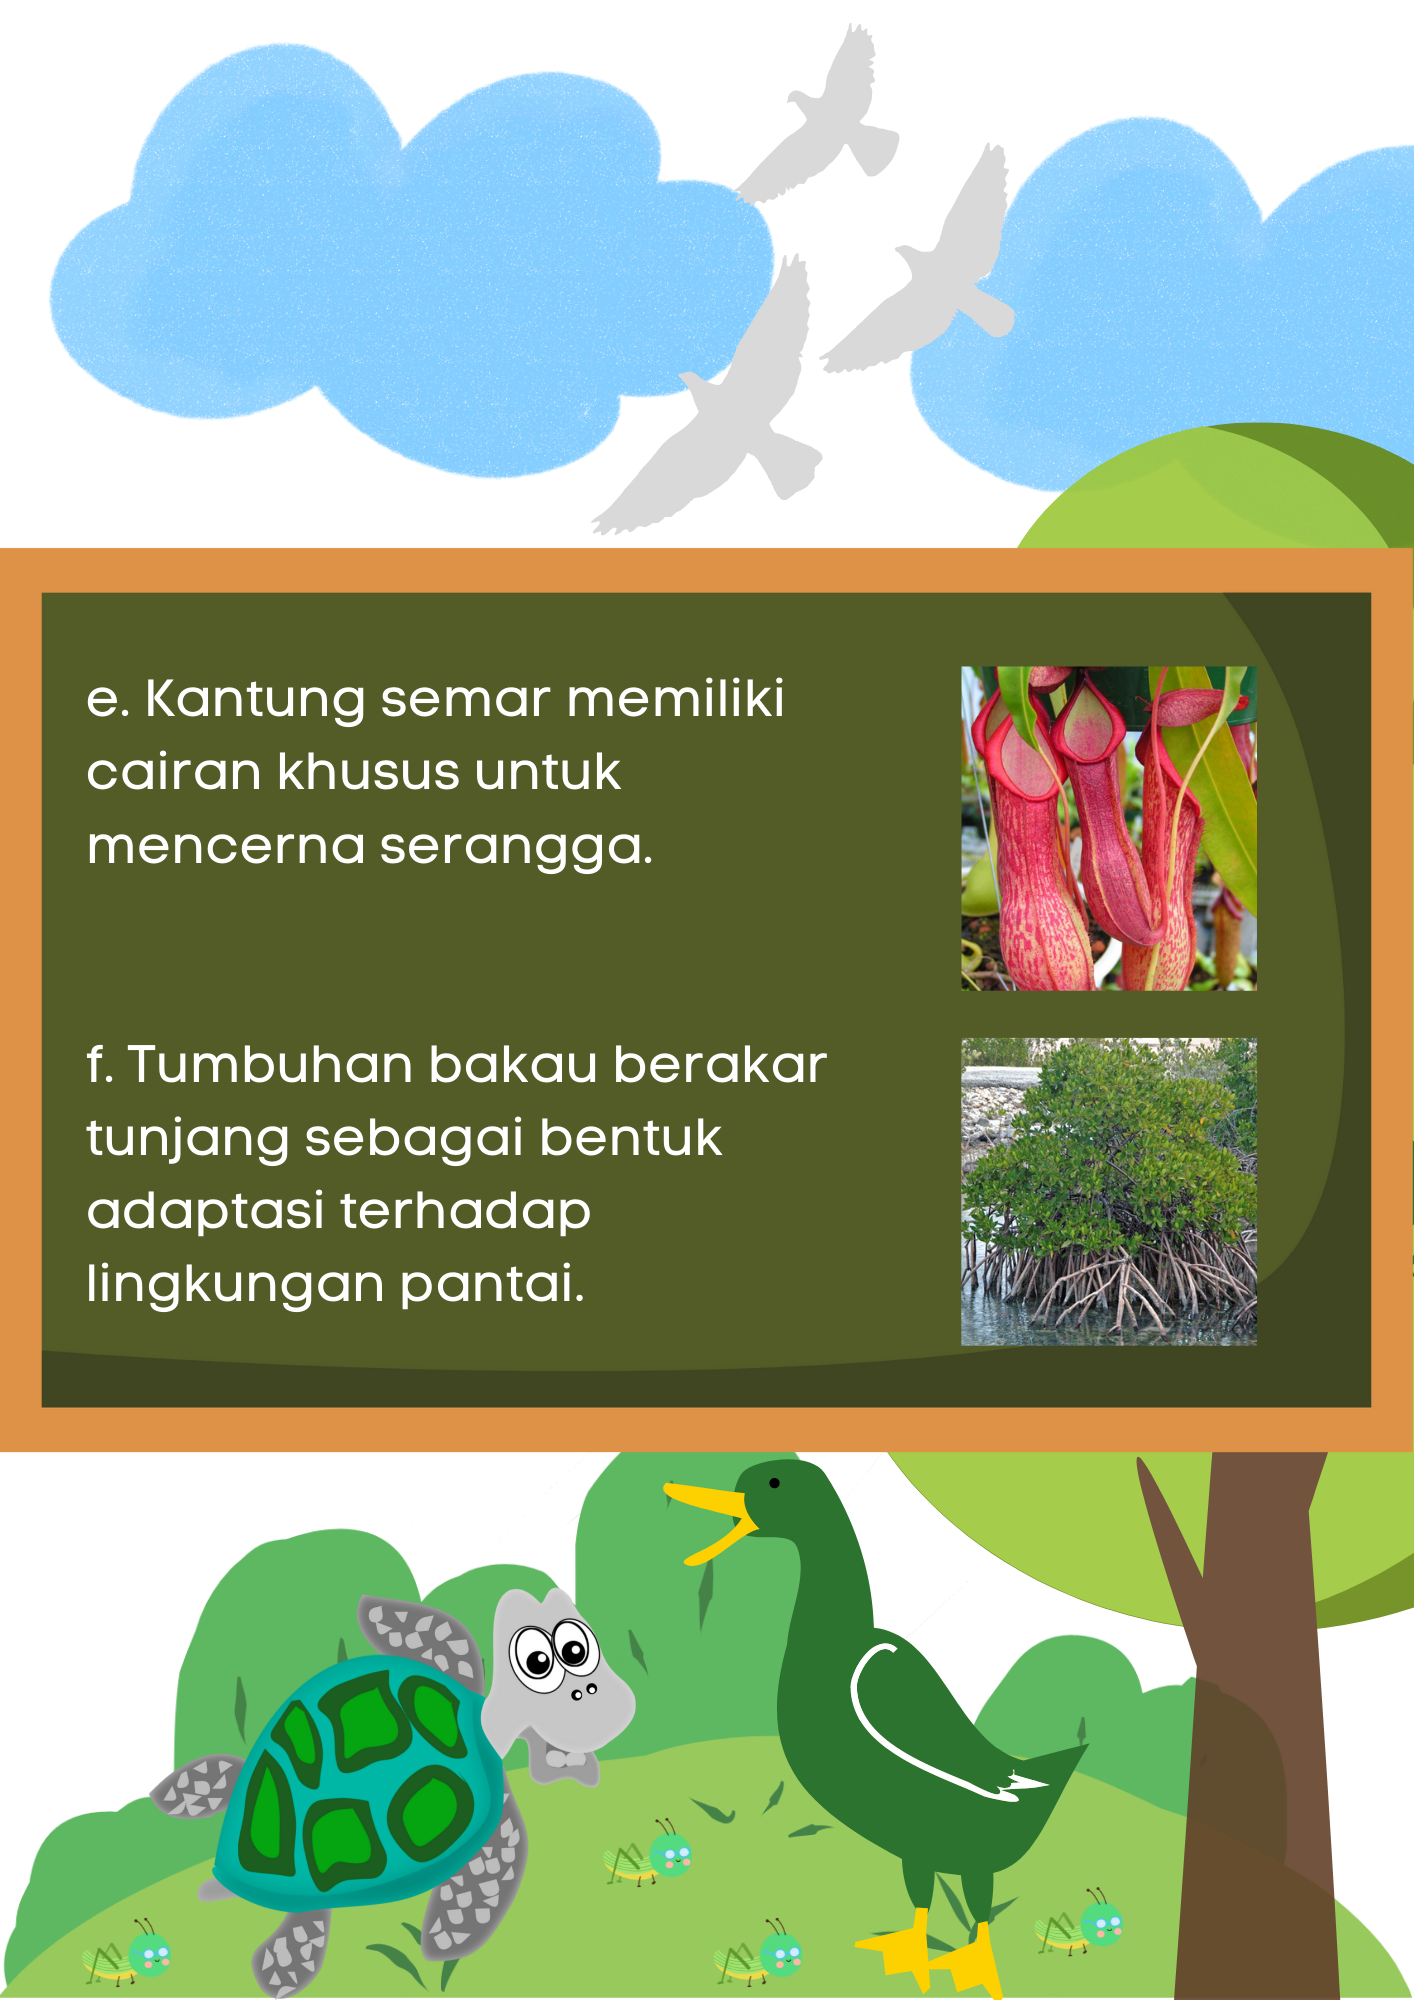 e. Kantung semar memiliki
cairan khusus untuk
mencerna serangga.
f. Tumbuhan bakau berakar
tunjang sebagai bentuk
adaptasi terhadap
lingkungan pantai.